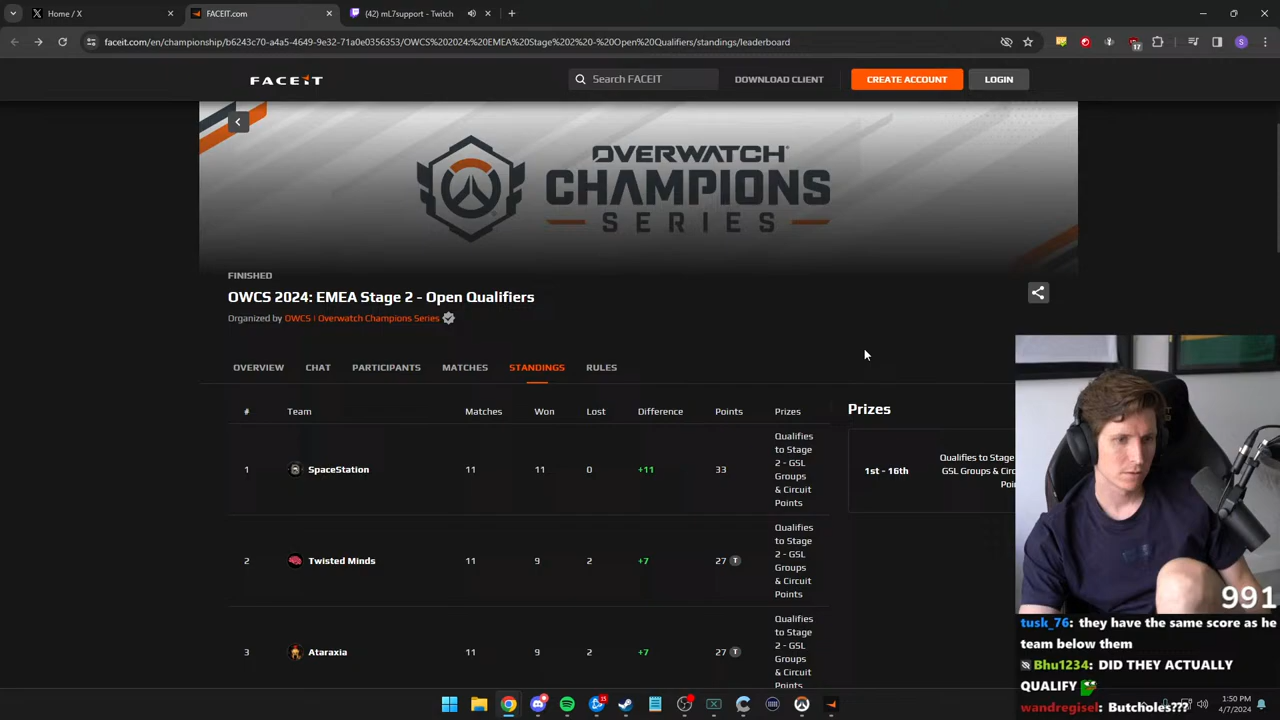 Home / X
FACEIT.com
(42) mL7support - Twitch
faceit.com/en/championship/b6243c70-a4a5-4649-9e32-71a0e0356353/OWCS%202024:%20EMEA%20Stage%202%20-%20Open%20Qualifiers/standings/leaderboard
17
S
FACEIT
Search FACEIT
DOWNLOAD CLIENT
CREATE ACCOUNT
LOGIN
OVERWATCH
CHAMPIONS
SERIES
FINISHED
OWCS 2024: EMEA Stage 2 - Open Qualifiers
Organized by OWCS | Overwatch Champions Series
OVERVIEW CHAT PARTICIPANTS MATCHES STANDINGS RULES
# Team Matches Won Lost Difference Points Prizes
1 SpaceStation 11 11 0 +11 33
Qualifies
to Stage
2 - GSL
Groups
& Circuit
Points
2 Twisted Minds 11 9 2 +7 27 T
Qualifies
to Stage
2 - GSL
Groups
& Circuit
Points
3 Ataraxia 11 9 2 +7 27 T
Qualifies
to Stage
2 - GSL
Groups
& Circuit
Points
Prizes
1st - 16th
Qualifies to Stage
GSL Groups & Circuit
Poin
991
tusk_76: they have the same score as he
team below them
Bhu1234: DID THEY ACTUALLY
QUALIFY
wandregisel: Butcholes???
15
1:50 PM
4/7/2024